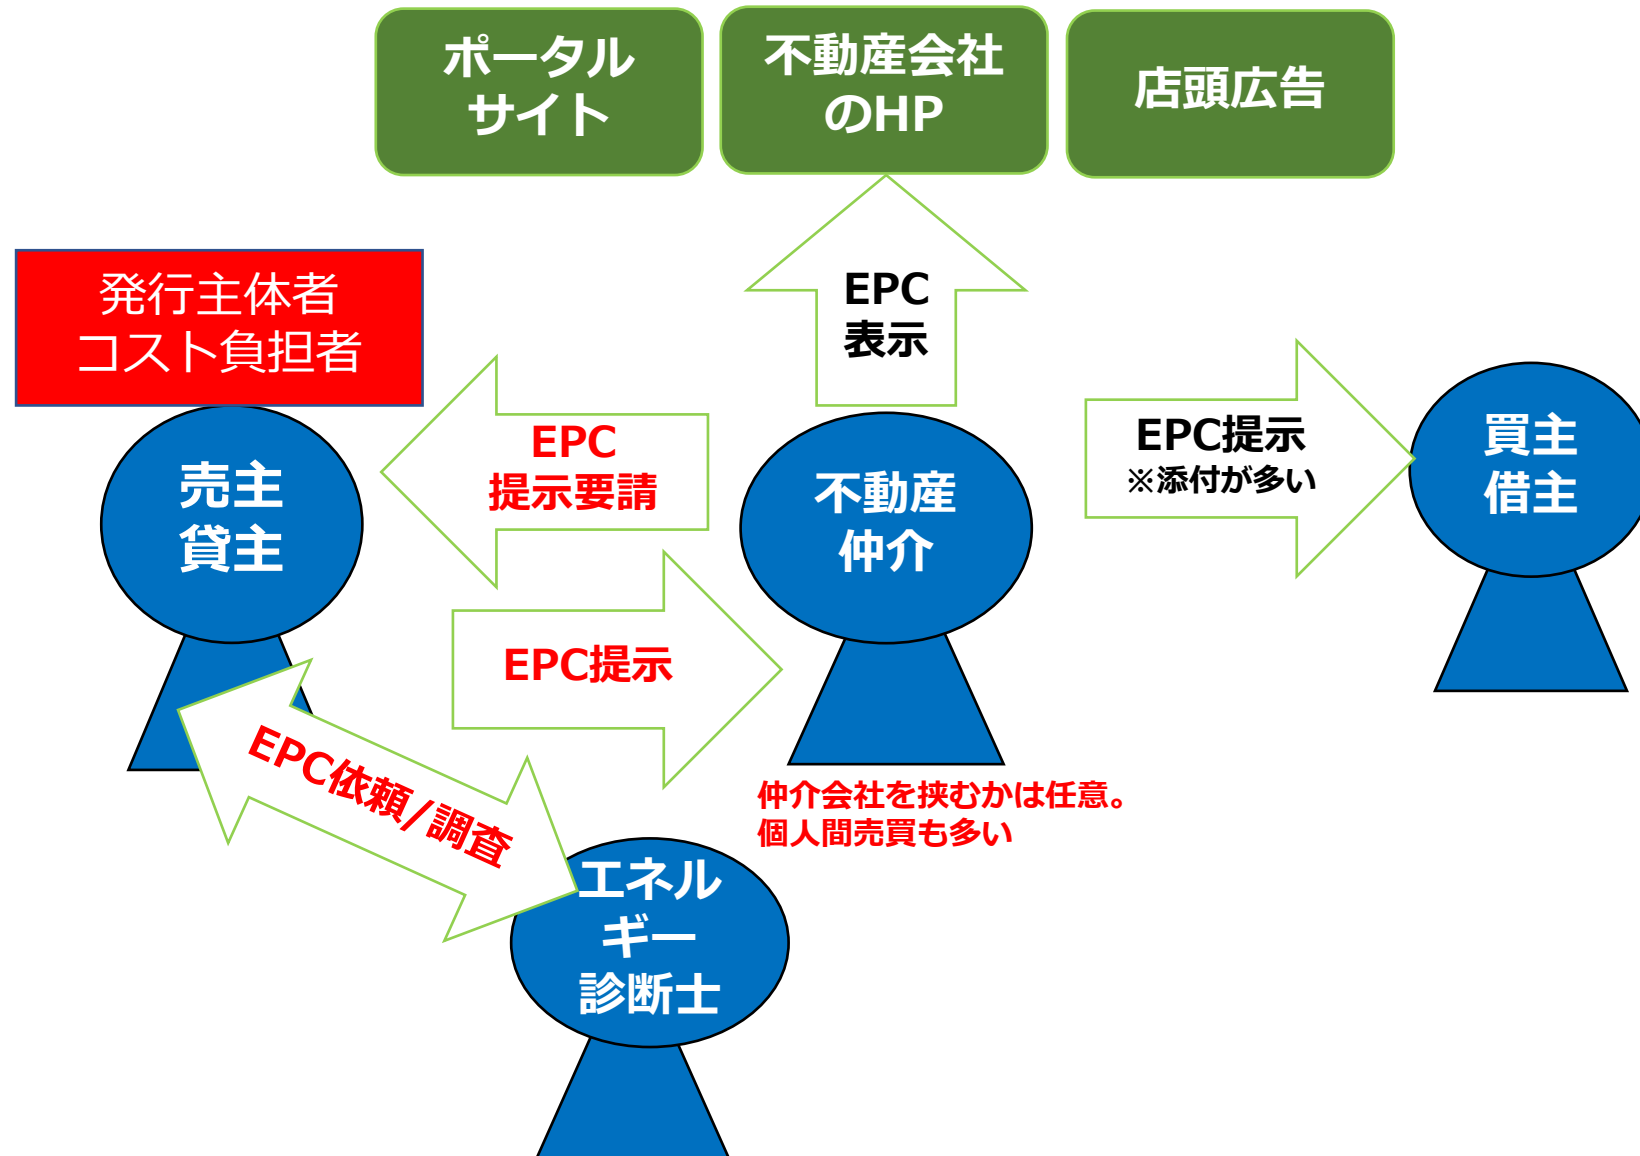 ポータル
サイト
不動産会社
のHP
店頭広告
発行主体者
コスト負担者
EPC
表示
EPC
提示要請
EPC提示
※添付が多い
買主
借主
売主
貸主
不動産
仲介
EPC提示
EPC依頼/調査
仲介会社を挟むかは任意。
個人間売買も多い
エネル
ギー
診断士